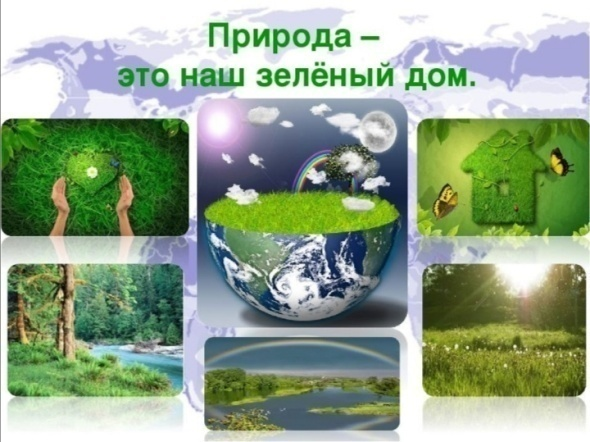 Природа –
это наш зелёный дом.